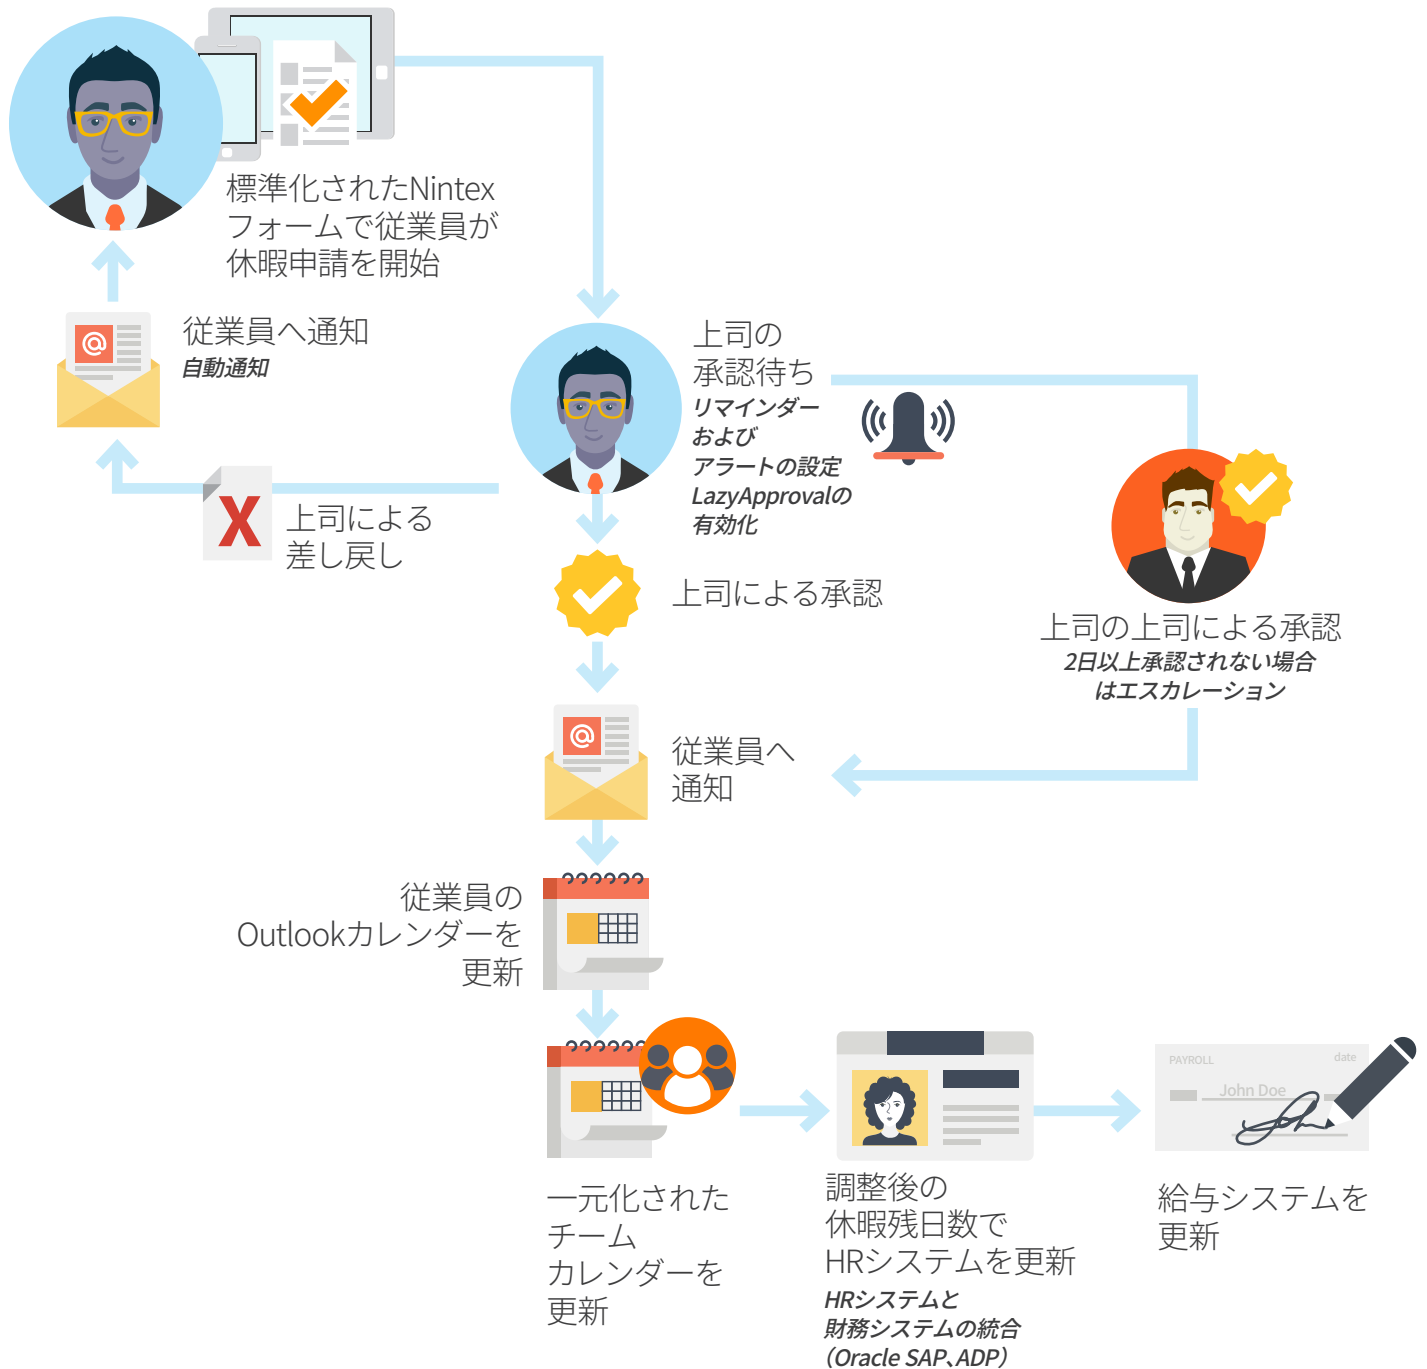 標準化されたNintex
フォームで従業員が
休暇申請を開始
従業員へ通知
自動通知
上司の
承認待ち
リマインダー
および
アラートの設定
LazyApprovalの
有効化
上司による
差し戻し
上司による承認
上司の上司による承認
2日以上承認されない場合
はエスカレーション
従業員へ
通知
従業員の
Outlookカレンダーを
更新
一元化された
チーム
カレンダーを
更新
調整後の
休暇残日数で
HRシステムを更新
HRシステムと
財務システムの統合
（Oracle SAP、ADP）
PAYROLL
date
John Doe
給与システムを
更新